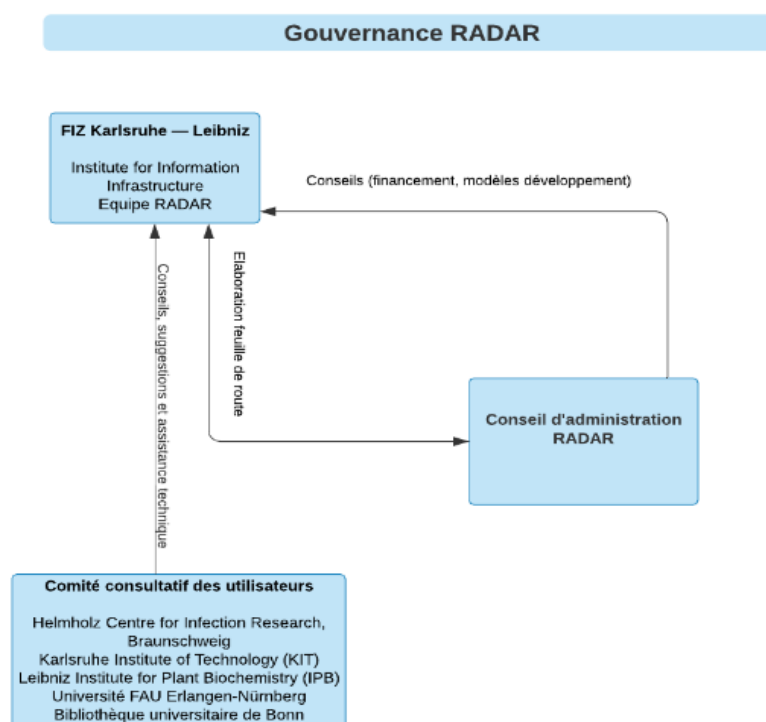 Gouvernance RADAR
FIZ Karlsruhe — Leibniz
Institute for Information
Infrastructure
Equipe RADAR
Conseils (financement, modèles développement)
Conseils, suggestions et assistance technique
Elaboration feuille de route
Conseil d'administration
RADAR
Comité consultatif des utilisateurs
Helmholz Centre for Infection Research,
Braunschweig
Karlsruhe Institute of Technology (KIT)
Leibniz Institute for Plant Biochemistry (IPB)
Université FAU Erlangen-Nürnberg
Bibliothèque universitaire de Bonn